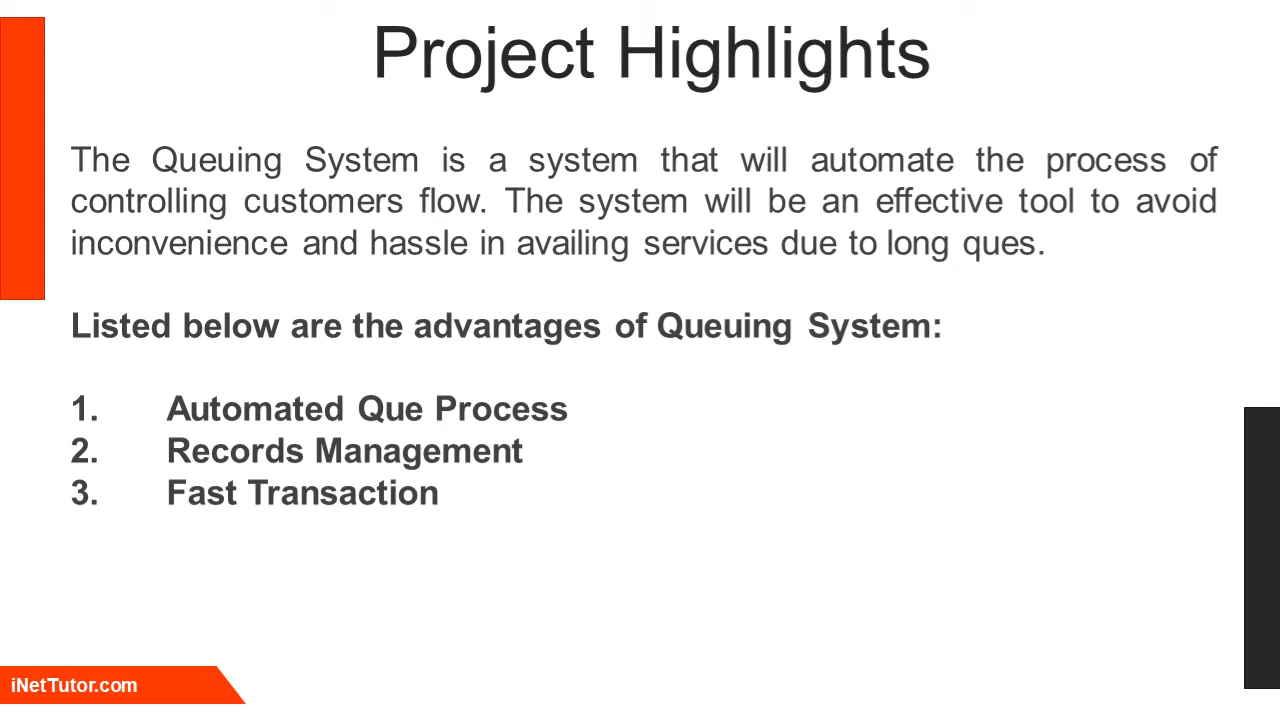 Project Highlights
The Queuing System is a system that will automate the process of
controlling customers flow. The system will be an effective tool to avoid
inconvenience and hassle in availing services due to long ques.
Listed below are the advantages of Queuing System:
1. Automated Que Process
2. Records Management
3. Fast Transaction
iNetTutor.com